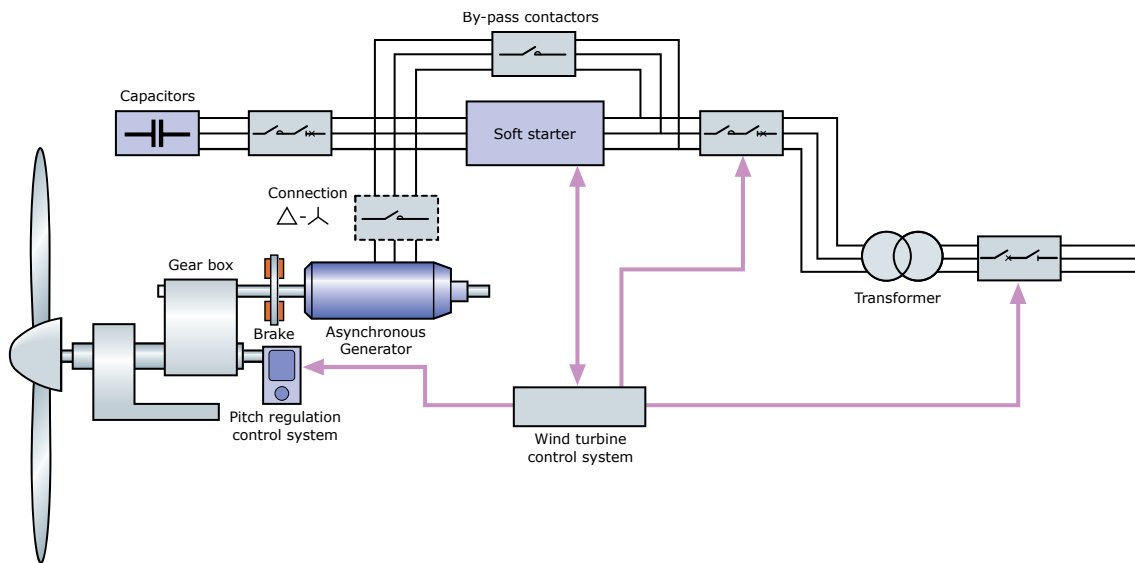 By-pass contactors
Capacitors
Soft starter
Connection
Gear box
Transformer
Brake
Asynchronous
Generator
Pitch regulation
control system
Wind turbine
control system